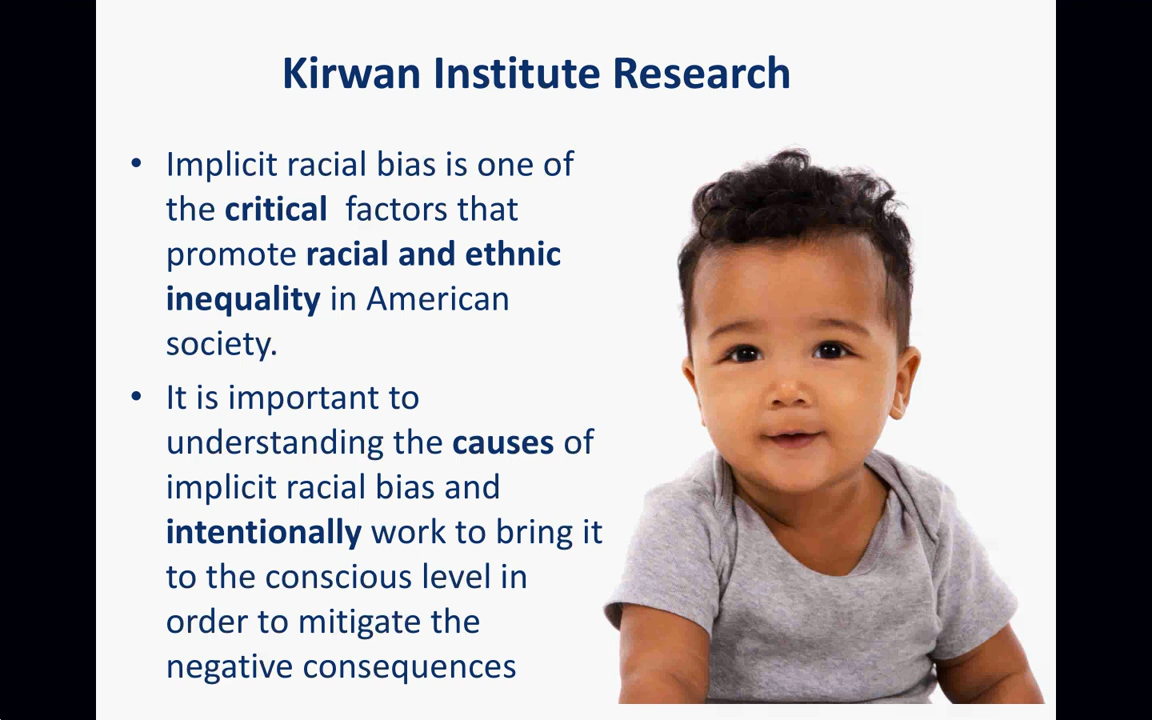 Kirwan Institute Research
• Implicit racial bias is one of
the critical factors that
promote racial and ethnic
inequality in American
society.
• It is important to
understanding the causes of
implicit racial bias and
intentionally work to bring it
to the conscious level in
order to mitigate the
negative consequences